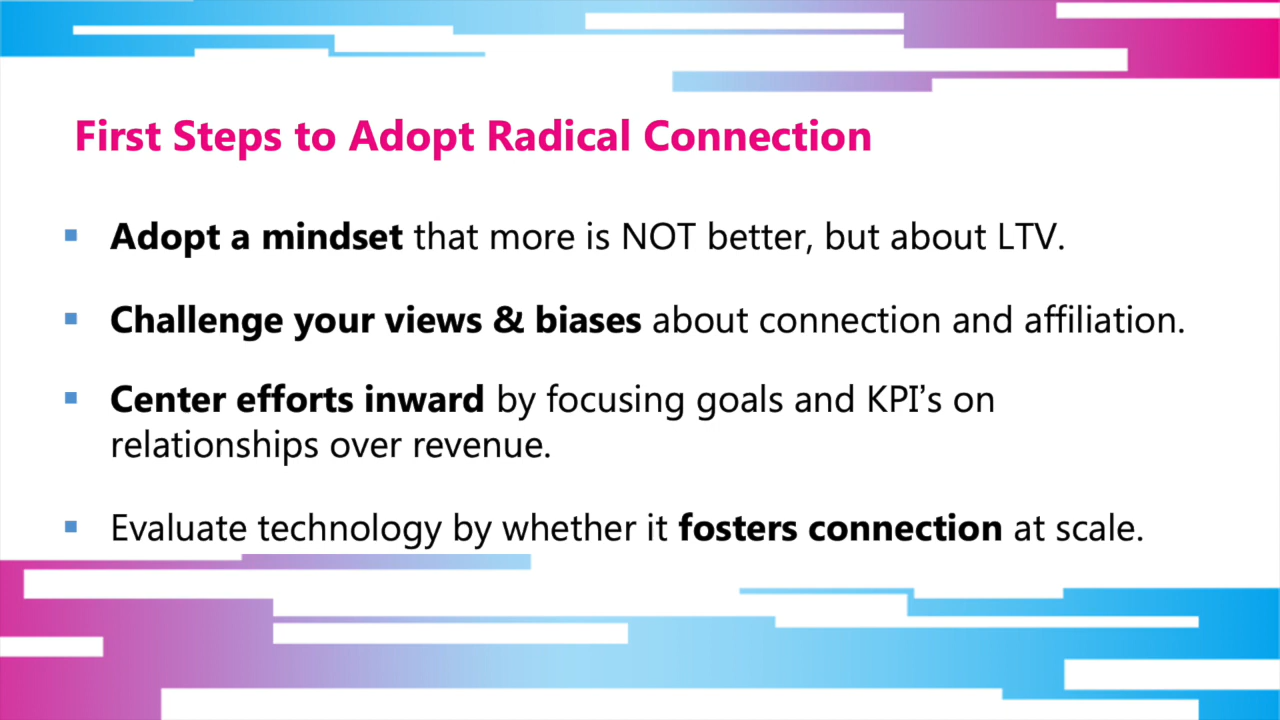 First Steps to Adopt Radical Connection
Adopt a mindset that more is NOT better, but about LTV.
Challenge your views & biases about connection and affiliation.
Center efforts inward by focusing goals and KPI’s on
relationships over revenue.
Evaluate technology by whether it fosters connection at scale.